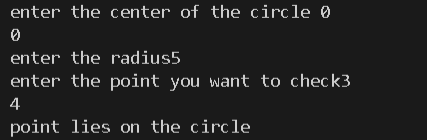 enter the center of the circle 0
0
enter the radius5
enter the point you want to check3
4
point lies on the circle